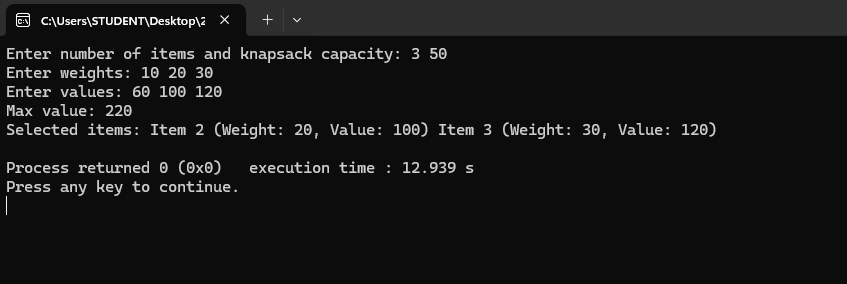 C:\Users\STUDENT\Desktop\2
Enter number of items and knapsack capacity: 3 50
Enter weights: 10 20 30
Enter values: 60 100 120
Max value: 220
Selected items: Item 2 (Weight: 20, Value: 100) Item 3 (Weight: 30, Value: 120)
Process returned 0 (0x0)   execution time : 12.939 s
Press any key to continue.